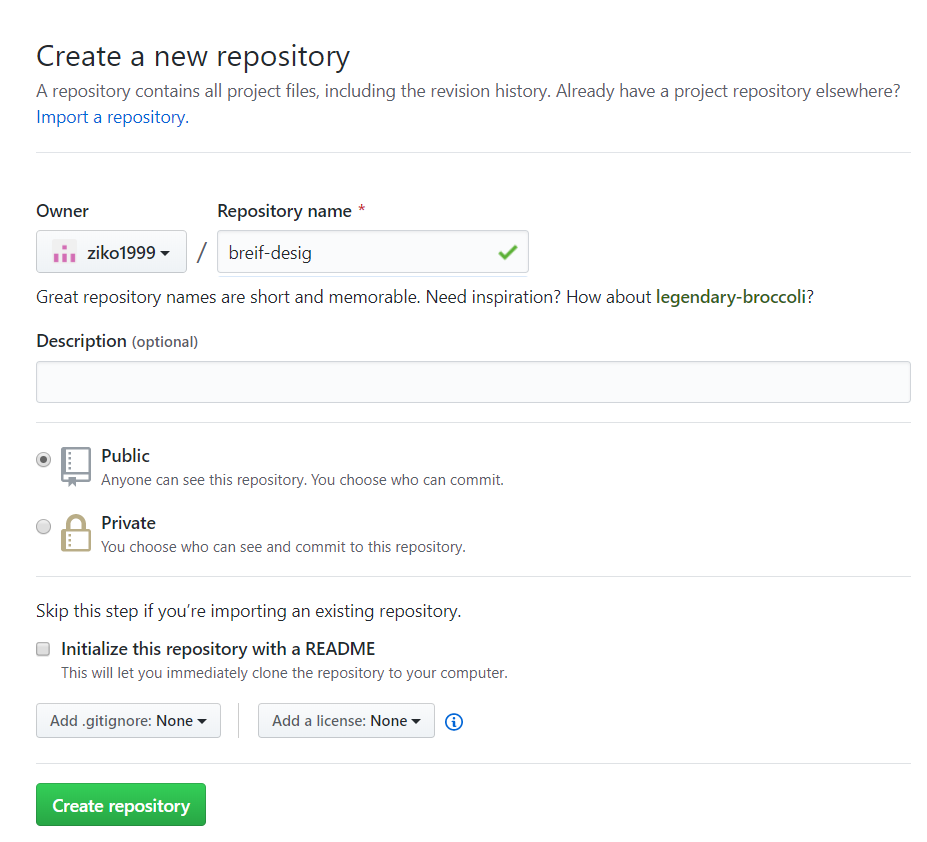 Create a new repository
A repository contains all project files, including the revision history. Already have a project repository elsewhere?
Import a repository.
Owner
Repository name *
ziko1999 / breif-desig
Great repository names are short and memorable. Need inspiration? How about legendary-broccoli?
Description (optional)
Public
Anyone can see this repository. You choose who can commit.
Private
You choose who can see and commit to this repository.
Skip this step if you’re importing an existing repository.
Initialize this repository with a README
This will let you immediately clone the repository to your computer.
Add .gitignore: None
Add a license: None
Create repository